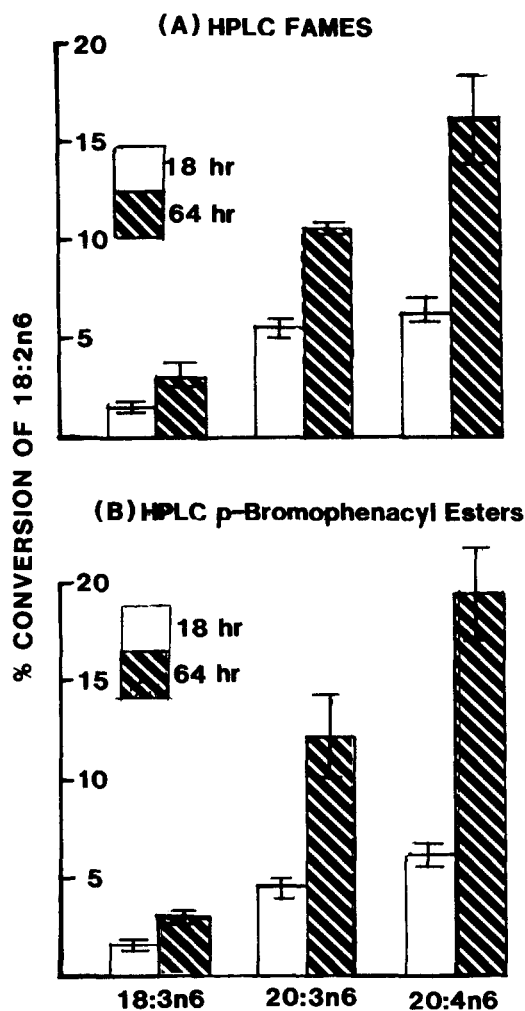 (A) HPLC FAMES
20
15
10
5
18 hr
64 hr
% CONVERSION OF 18:2n6
(B) HPLC p-Bromophenacyl Esters
20
15
10
5
18 hr
64 hr
18:3n6 20:3n6 20:4n6